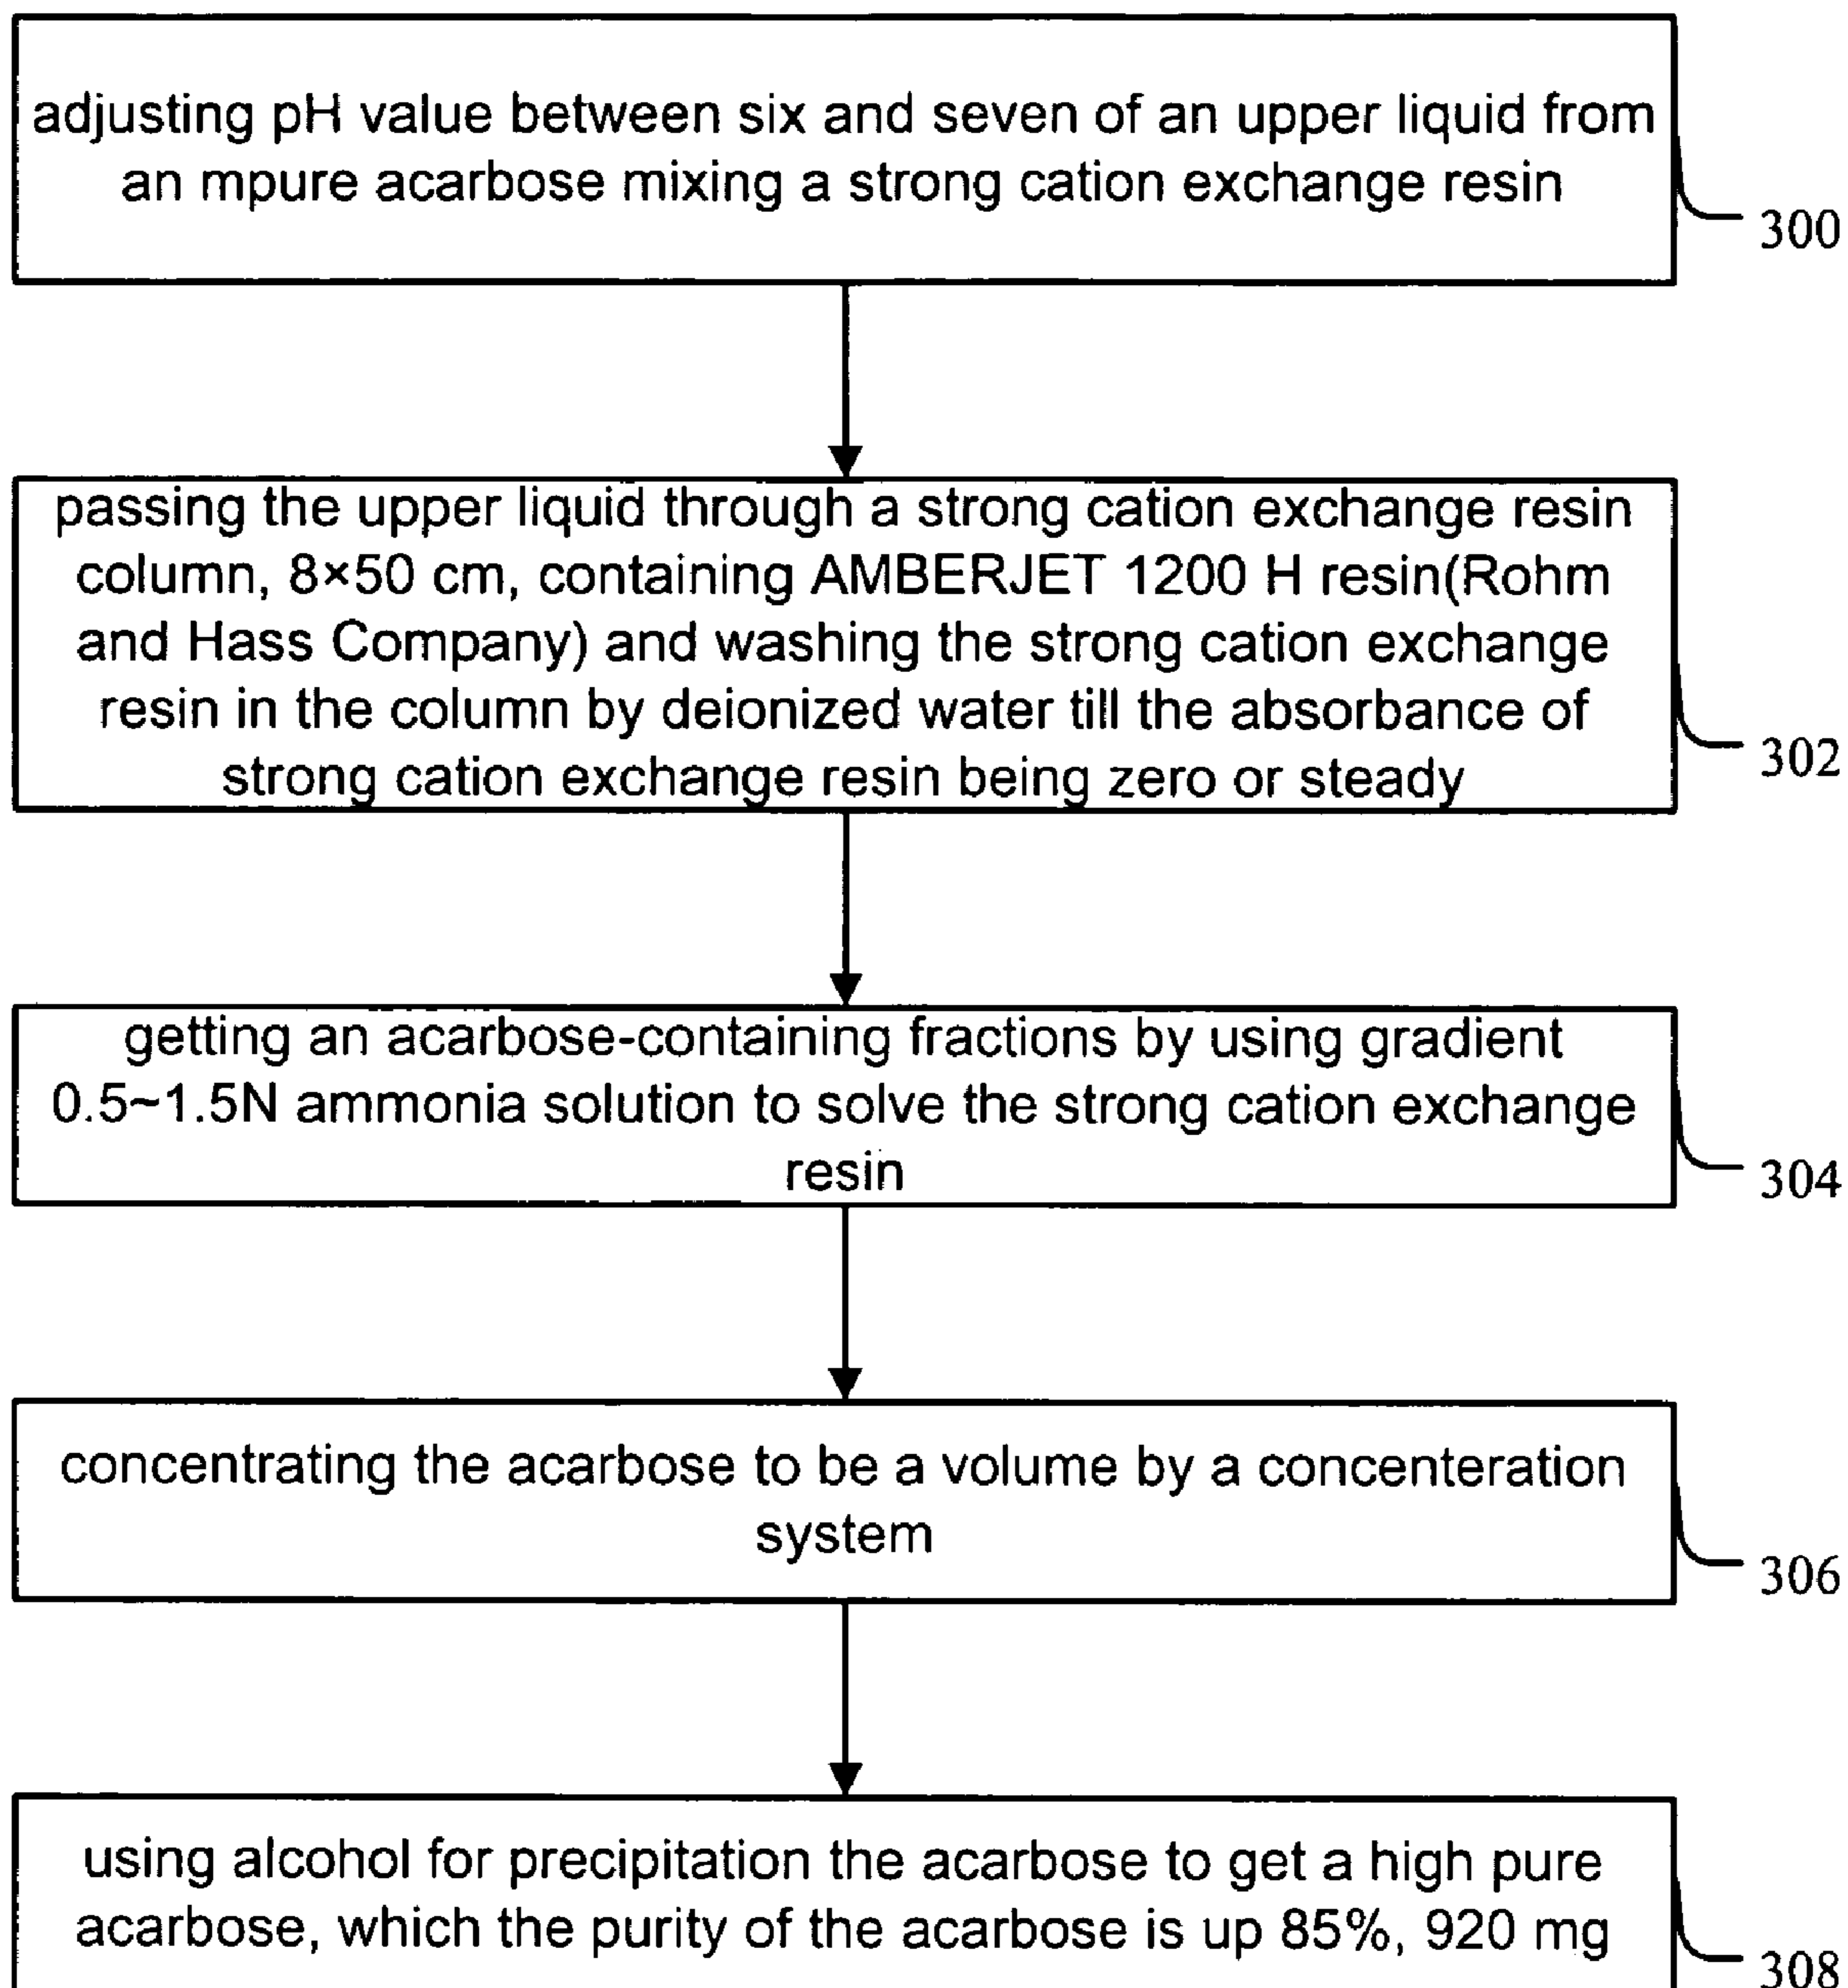 adjusting pH value between six and seven of an upper liquid from
an mpure acarbose mixing a strong cation exchange resin
300
passing the upper liquid through a strong cation exchange resin
column, 8×50 cm, containing AMBERJET 1200 H resin(Rohm
and Hass Company) and washing the strong cation exchange
resin in the column by deionized water till the absorbance of
strong cation exchange resin being zero or steady
302
getting an acarbose-containing fractions by using gradient
0.5~1.5N ammonia solution to solve the strong cation exchange
resin
304
concentrating the acarbose to be a volume by a concenteration
system
306
using alcohol for precipitation the acarbose to get a high pure
acarbose, which the purity of the acarbose is up 85%, 920 mg
308